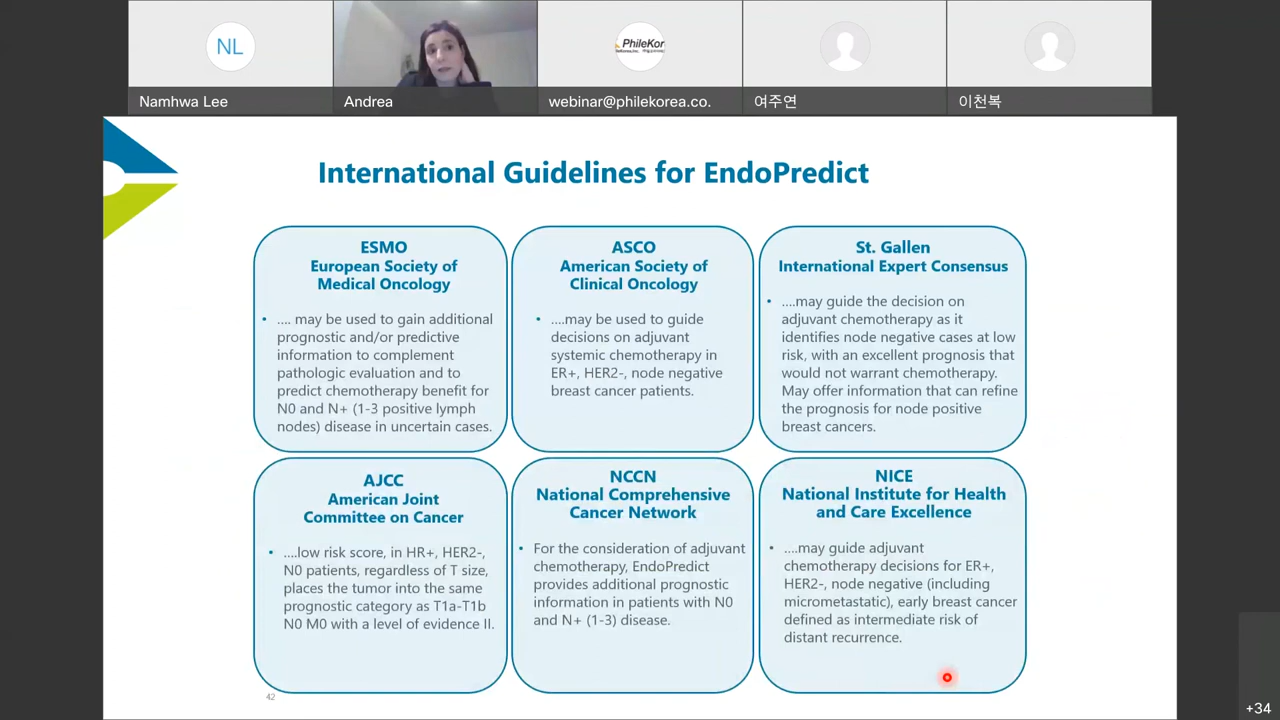 NL
PhileKor
Namhwa Lee
Andrea
webinar@philekorea.co.
여주연
이천복
International Guidelines for EndoPredict
ESMO
European Society of
Medical Oncology
• .... may be used to gain additional
prognostic and/or predictive
information to complement
pathologic evaluation and to
predict chemotherapy benefit for
N0 and N+ (1-3 positive lymph
nodes) disease in uncertain cases.
ASCO
American Society of
Clinical Oncology
• ....may be used to guide
decisions on adjuvant
systemic chemotherapy in
ER+, HER2-, node negative
breast cancer patients.
St. Gallen
International Expert Consensus
• ....may guide the decision on
adjuvant chemotherapy as it
identifies node negative cases at low
risk, with an excellent prognosis that
would not warrant chemotherapy.
May offer information that can refine
the prognosis for node positive
breast cancers.
AJCC
American Joint
Committee on Cancer
• ....low risk score, in HR+, HER2-,
N0 patients, regardless of T size,
places the tumor into the same
prognostic category as T1a-T1b
N0 M0 with a level of evidence II.
NCCN
National Comprehensive
Cancer Network
• For the consideration of adjuvant
chemotherapy, EndoPredict
provides additional prognostic
information in patients with N0
and N+ (1-3) disease.
NICE
National Institute for Health
and Care Excellence
• ....may guide adjuvant
chemotherapy decisions for ER+,
HER2-, node negative (including
micrometastatic), early breast cancer
defined as intermediate risk of
distant recurrence.
42
+34